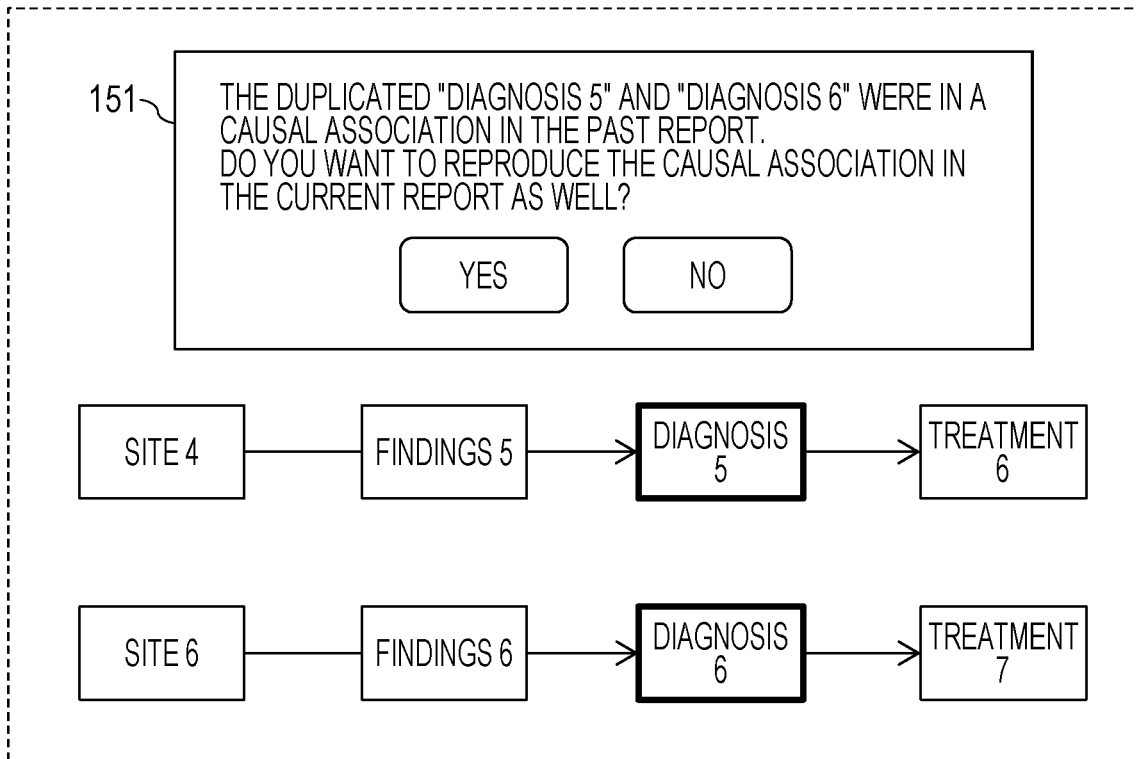 151
THE DUPLICATED "DIAGNOSIS 5" AND "DIAGNOSIS 6" WERE IN A
CAUSAL ASSOCIATION IN THE PAST REPORT.
DO YOU WANT TO REPRODUCE THE CAUSAL ASSOCIATION IN
THE CURRENT REPORT AS WELL?
YES
NO
SITE 4
FINDINGS 5
DIAGNOSIS
5
TREATMENT
6
SITE 6
FINDINGS 6
DIAGNOSIS
6
TREATMENT
7